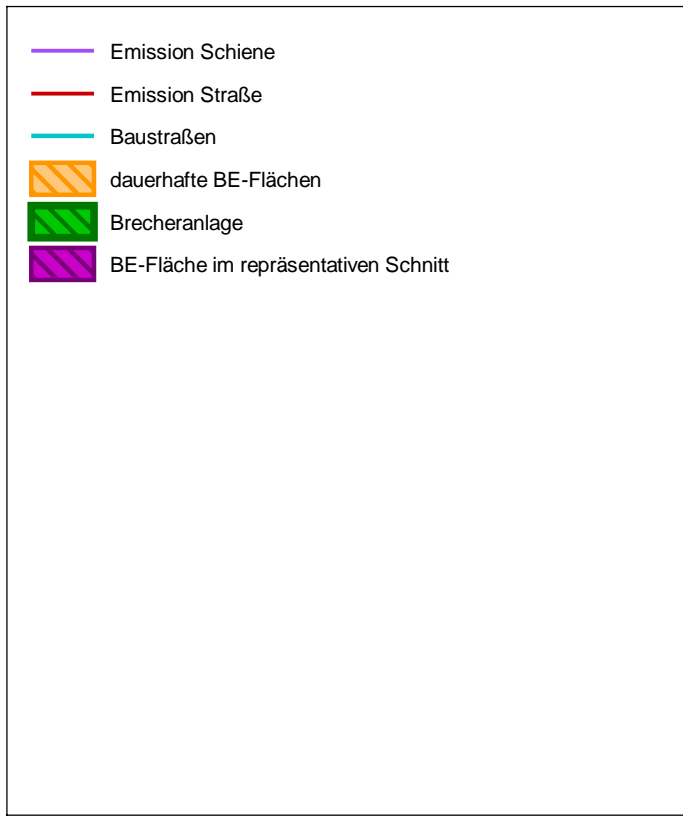 Emission Schiene
Emission Straße
Baustraßen
dauerhafte BE-Flächen
Brecheranlage
BE-Fläche im repräsentativen Schnitt